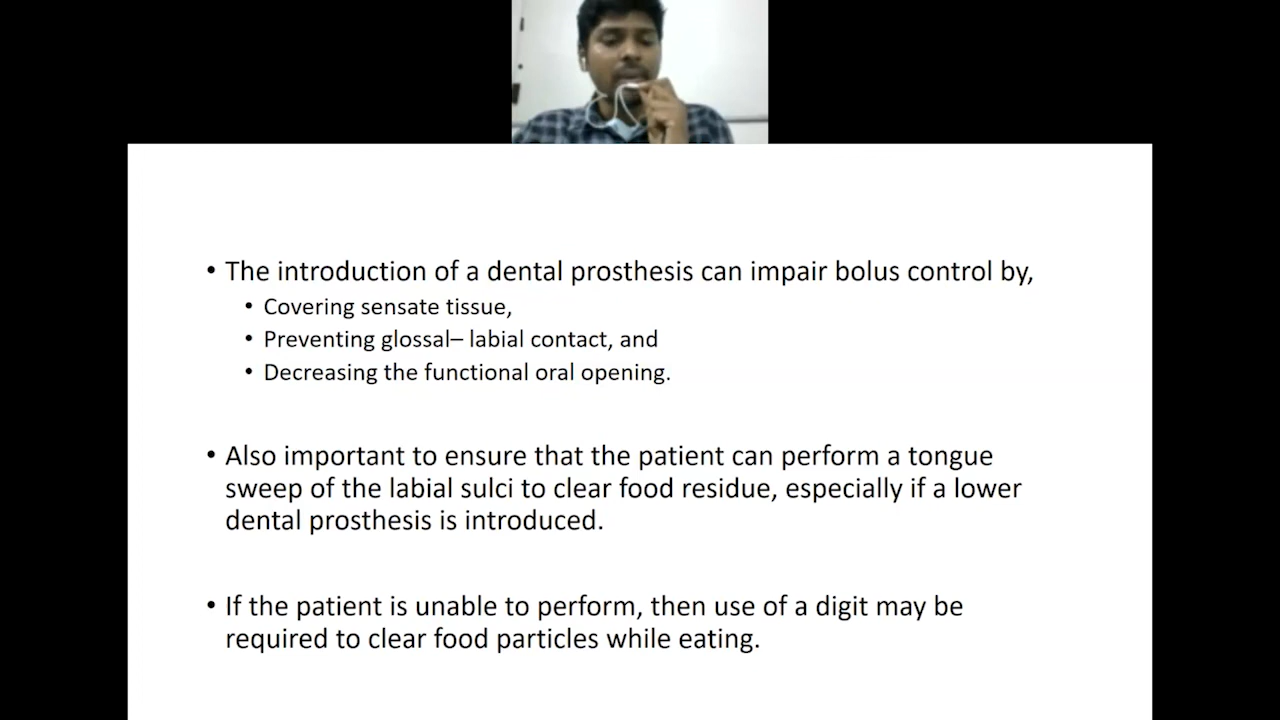 • The introduction of a dental prosthesis can impair bolus control by,
• Covering sensate tissue,
• Preventing glossal– labial contact, and
• Decreasing the functional oral opening.
• Also important to ensure that the patient can perform a tongue
sweep of the labial sulci to clear food residue, especially if a lower
dental prosthesis is introduced.
• If the patient is unable to perform, then use of a digit may be
required to clear food particles while eating.